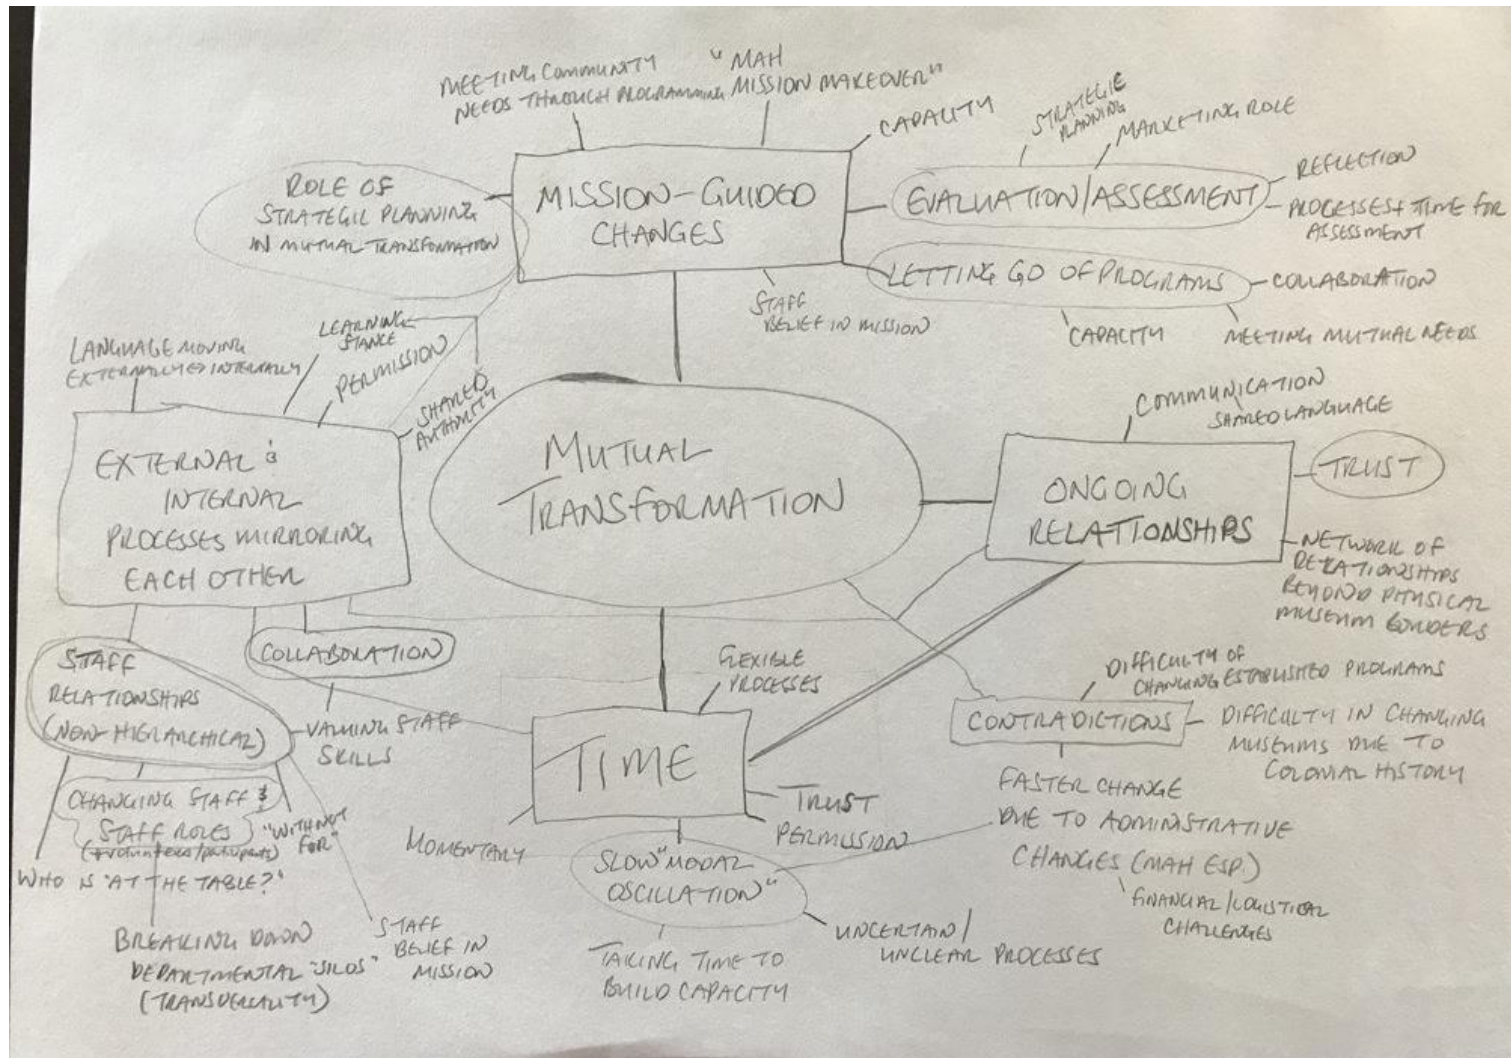 MEETING COMMUNITY
NEEDS THROUGH PROGRAMMING
"MAH
MISSION MAKEOVER"
CAPACITY
STRATEGIC
PLANNING
MARKETING ROLE
REFLECTION
PROCESSES + TIME FOR
ASSESSMENT
EVALUATION/ASSESSMENT
MISSION-GUIDED
CHANGES
ROLE OF
STRATEGIC PLANNING
IN MUTUAL TRANSFORMATION
LETTING GO OF PROGRAMS
COLLABORATION
CAPACITY
MEETING MUTUAL NEEDS
STAFF
BELIEF IN MISSION
LANGUAGE MOVING
EXTERNALLY <> INTERNALLY
LEARNING
STANCE
PERMISSION
SHARED
AUTHORITY
EXTERNAL &
INTERNAL
PROCESSES MIRRORING
EACH OTHER
MUTUAL
TRANSFORMATION
COMMUNICATION
SHARED LANGUAGE
TRUST
ONGOING
RELATIONSHIPS
NETWORK OF
RELATIONSHIPS
BEYOND PHYSICAL
MUSEUM BORDERS
STAFF
RELATIONSHIPS
(NON-HIERARCHICAL)
COLLABORATION
VALUING STAFF
SKILLS
CHANGING STAFF &
STAFF ROLES
(+volunteers/participants)
"WITH NOT
FOR"
WHO IS "AT THE TABLE?"
BREAKING DOWN
DEPARTMENTAL "SILOS"
(TRANSVERSALITY)
STAFF
BELIEF IN
MISSION
FLEXIBLE
PROCESSES
TIME
MOMENTARY
TRUST
PERMISSION
SLOW "MODAL
OSCILLATION"
TAKING TIME TO
BUILD CAPACITY
UNCERTAIN/
UNCLEAR PROCESSES
DIFFICULTY OF
CHANGING ESTABLISHED PROGRAMS
CONTRADICTIONS
DIFFICULTY IN CHANGING
MUSEUMS DUE TO
COLONIAL HISTORY
FASTER CHANGE
DUE TO ADMINISTRATIVE
CHANGES (MAH ESP.)
FINANCIAL/LOGISTICAL
CHALLENGES